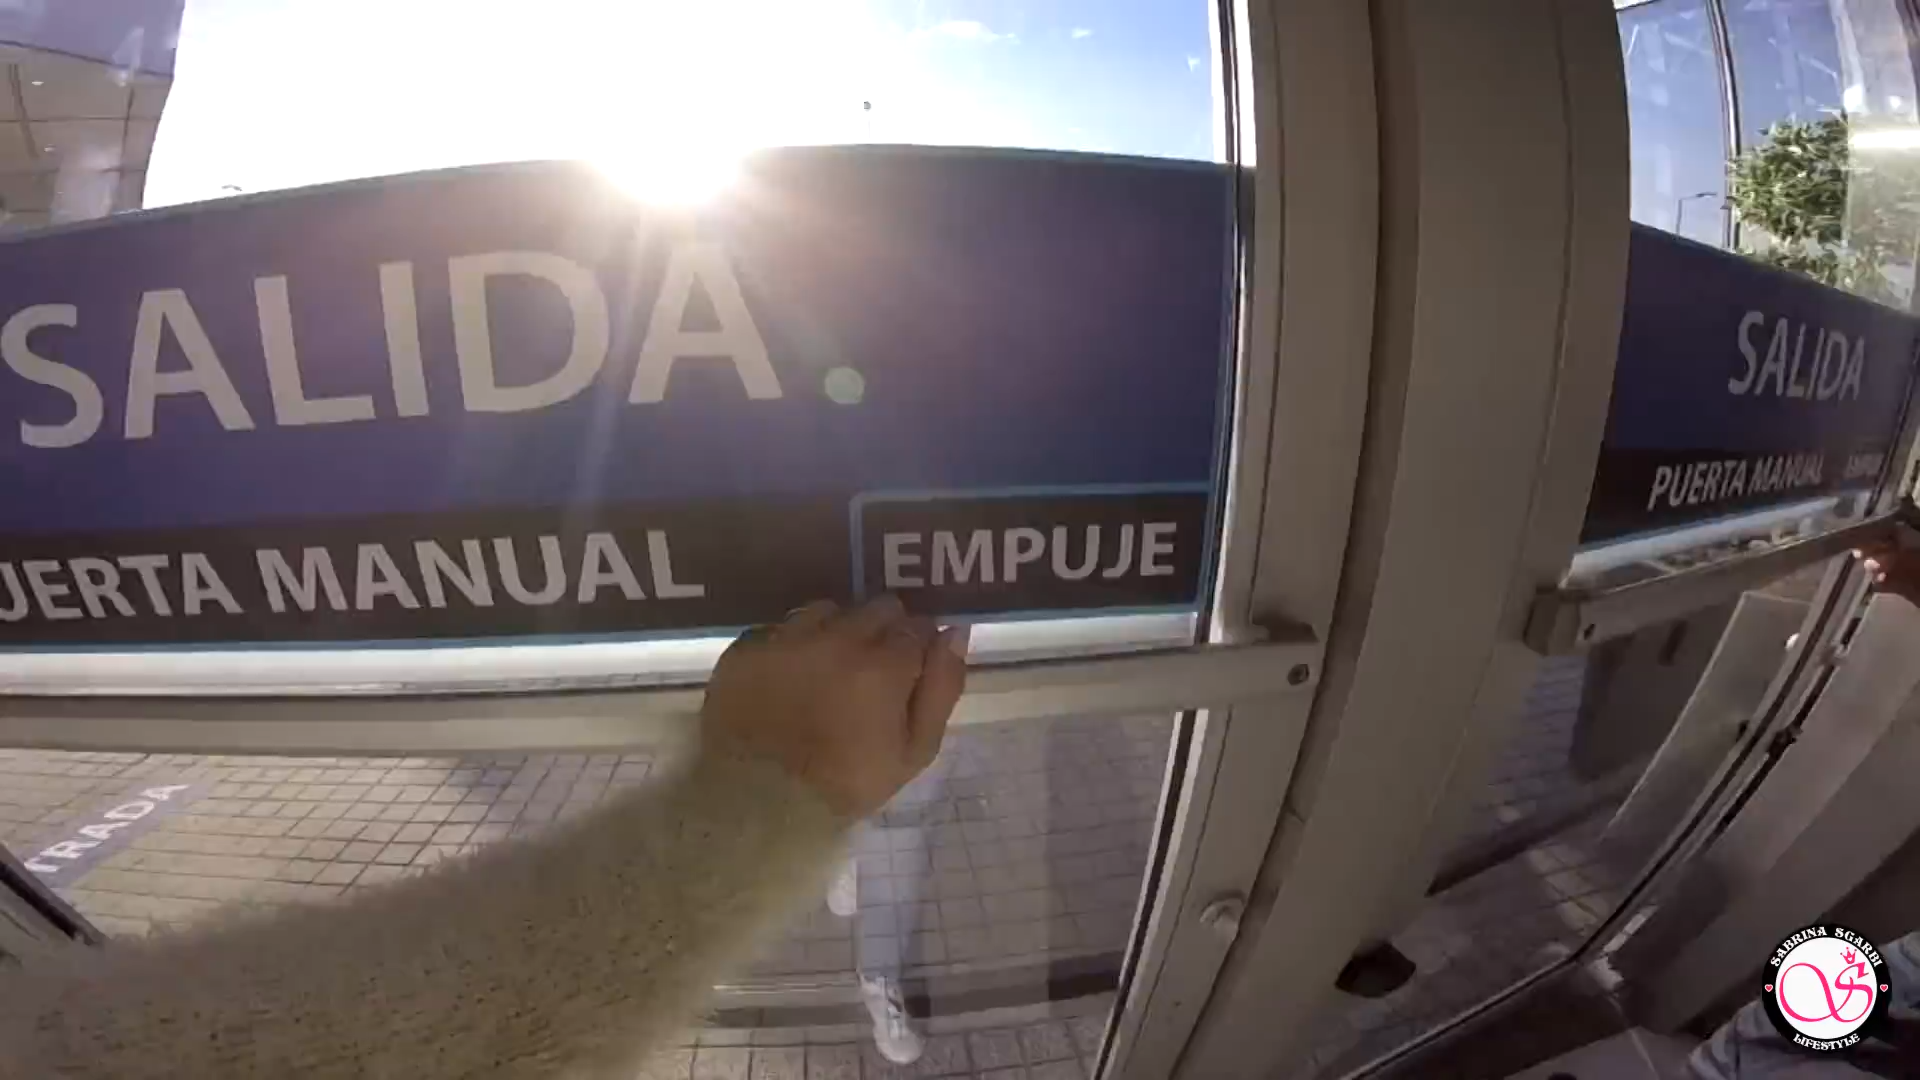 SALIDA
UERTA MANUAL
EMPUJE
SALIDA
PUERTA MANUAL
TRADA
SABRINA SGARBI
LIFESTYLE